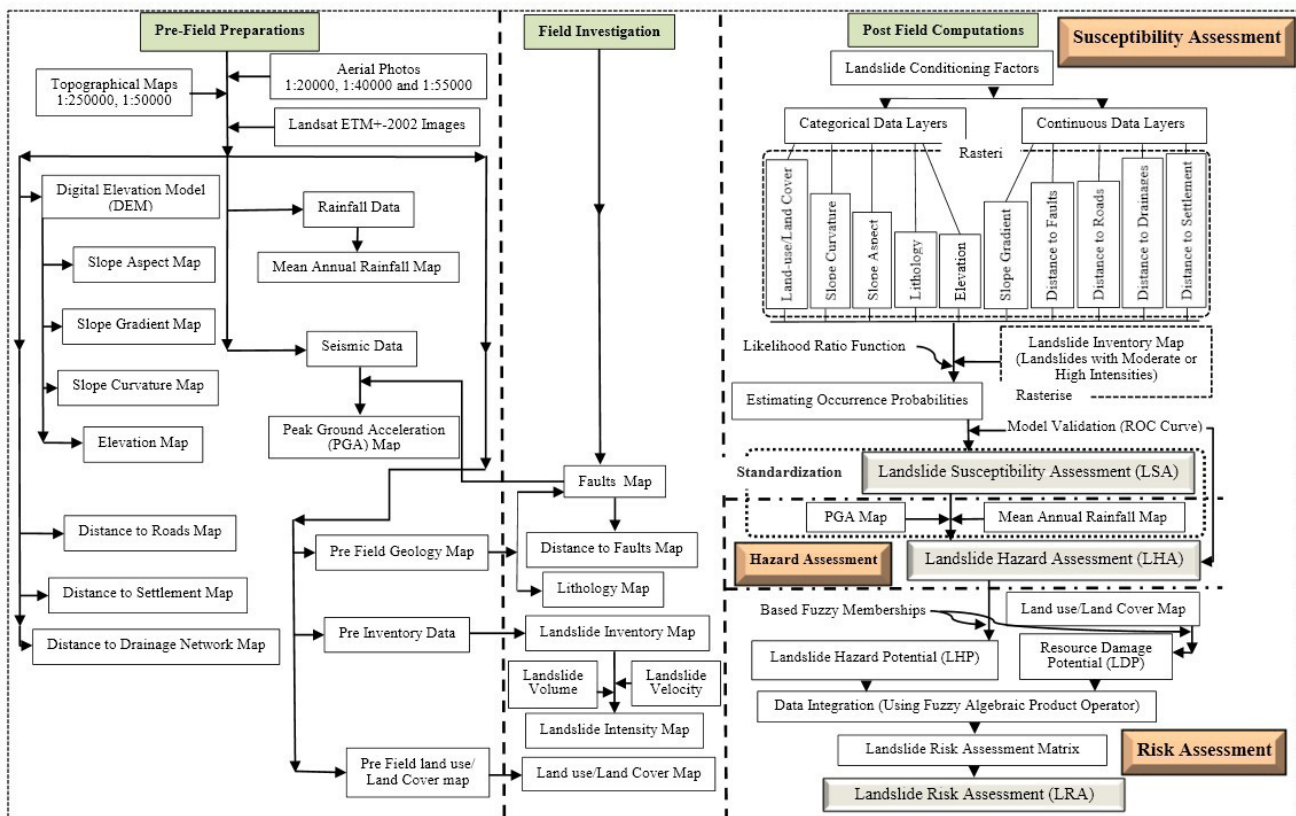 Pre-Field Preparations
Topographical Maps
1:250000, 1:50000
Aerial Photos
1:20000, 1:40000 and 1:55000
Landsat ETM+-2002 Images
Digital Elevation Model
(DEM)
Slope Aspect Map
Slope Gradient Map
Slope Curvature Map
Elevation Map
Rainfall Data
Mean Annual Rainfall Map
Seismic Data
Peak Ground Acceleration
(PGA) Map
Distance to Roads Map
Distance to Settlement Map
Distance to Drainage Network Map
Pre Field Geology Map
Pre Inventory Data
Pre Field land use/
Land Cover map
Field Investigation
Faults Map
Distance to Faults Map
Lithology Map
Landslide Inventory Map
Landslide
Volume
Landslide
Velocity
Landslide Intensity Map
Land use/Land Cover Map
Post Field Computations
Susceptibility Assessment
Landslide Conditioning Factors
Categorical Data Layers
Continuous Data Layers
Rasteri
Land-use/Land Cover
Slope Curvature
Slope Aspect
Lithology
Elevation
Slope Gradient
Distance to Faults
Distance to Roads
Distance to Drainages
Distance to Settlement
Likelihood Ratio Function
Landslide Inventory Map
(Landslides with Moderate or
High Intensities)
Rasterise
Estimating Occurrence Probabilities
Model Validation (ROC Curve)
Standardization
Landslide Susceptibility Assessment (LSA)
PGA Map
Mean Annual Rainfall Map
Hazard Assessment
Landslide Hazard Assessment (LHA)
Based Fuzzy Memberships
Land use/Land Cover Map
Landslide Hazard Potential (LHP)
Resource Damage
Potential (LDP)
Data Integration (Using Fuzzy Algebraic Product Operator)
Landslide Risk Assessment Matrix
Risk Assessment
Landslide Risk Assessment (LRA)